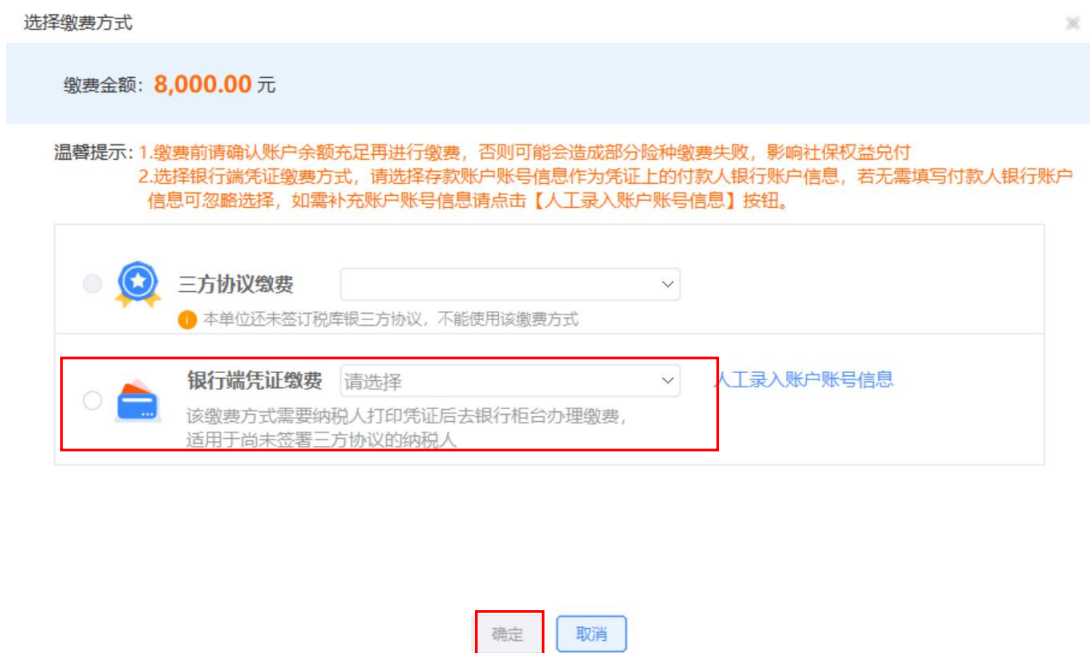 选择缴费方式
缴费金额：8,000.00 元
温馨提示：1.缴费前请确认账户余额充足再进行缴费，否则可能会造成部分险种缴费失败，影响社保权益兑付
2.选择银行端凭证缴费方式，请选择存款账户账号信息作为凭证上的付款人银行账户信息，若无需填写付款人银行账户
信息可忽略选择，如需补充账户账号信息请点击【人工录入账户账号信息】按钮。
三方协议缴费
本单位还未签订税库银三方协议，不能使用该缴费方式
银行端凭证缴费 请选择 人工录入账户账号信息
该缴费方式需要纳税人打印凭证后去银行柜台办理缴费，
适用于尚未签署三方协议的纳税人
确定 取消